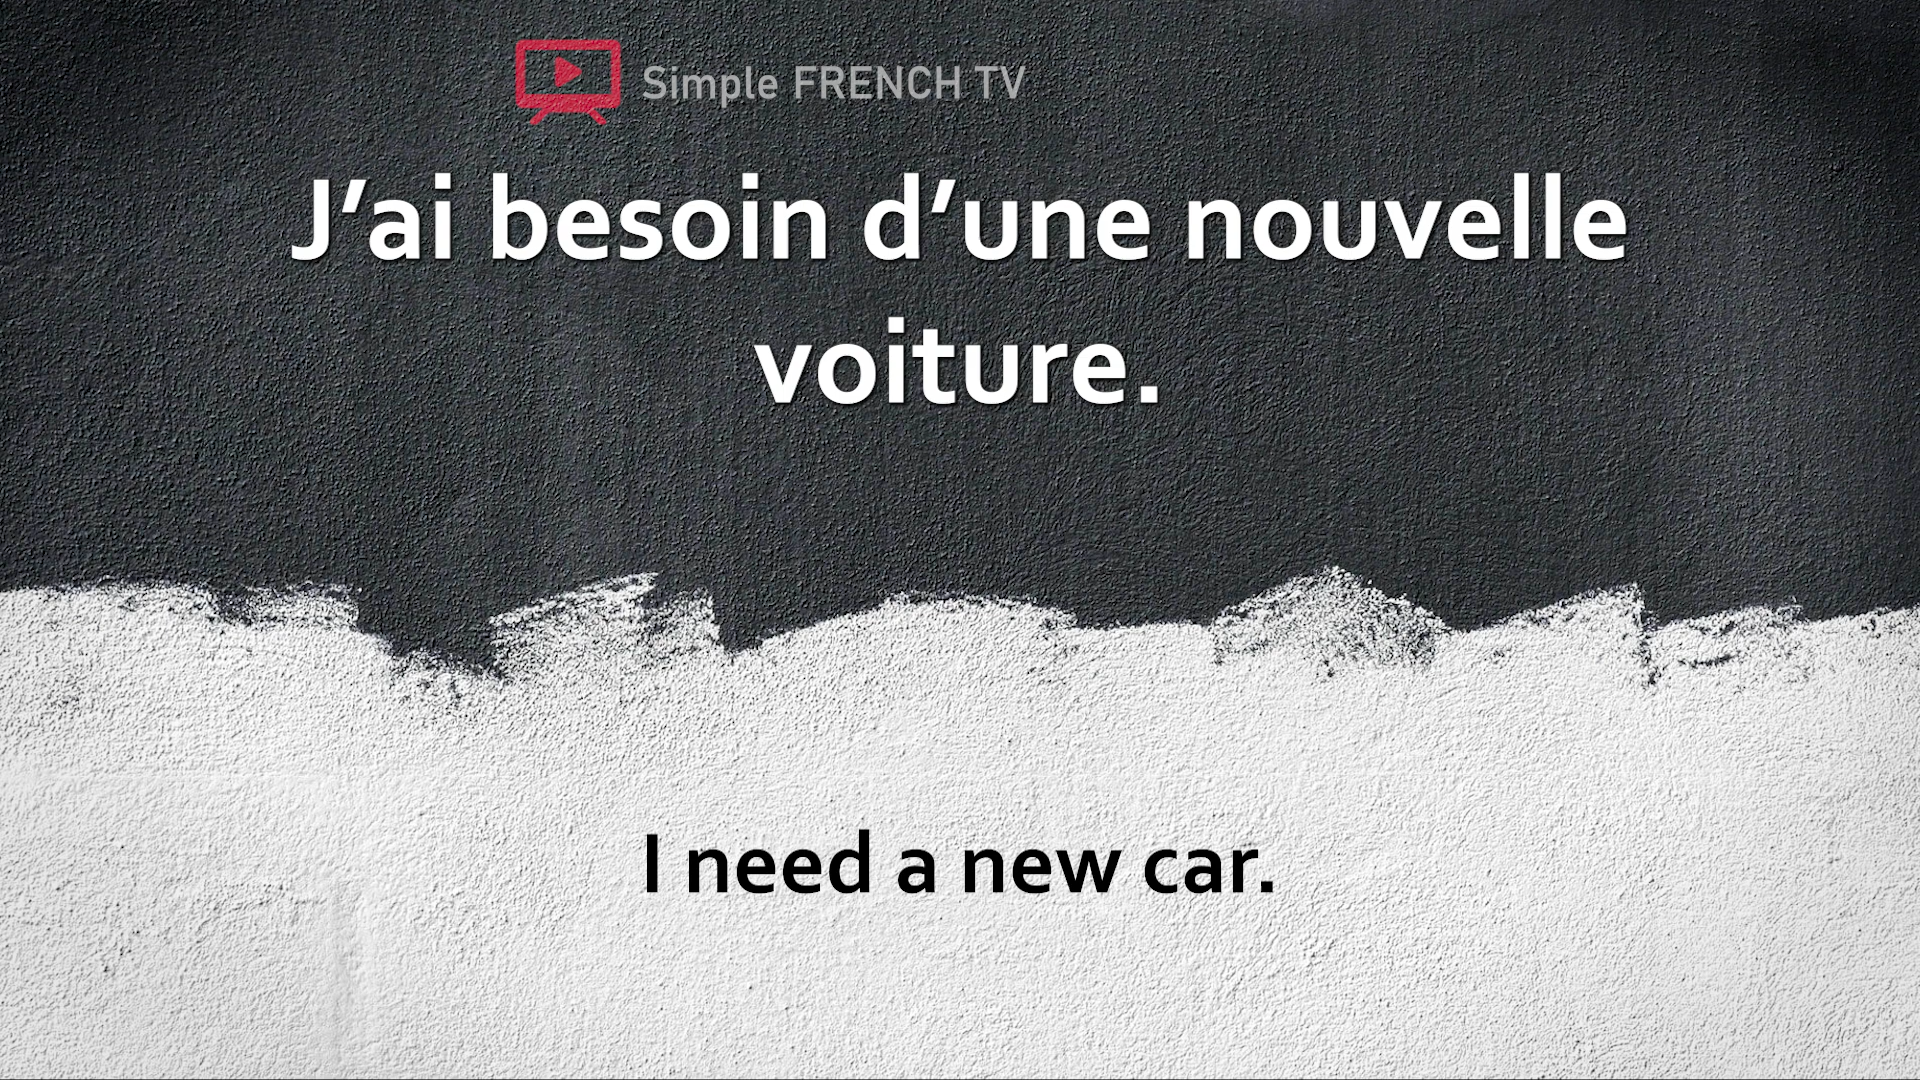 Simple FRENCH TV
J’ai besoin d’une nouvelle
voiture.
I need a new car.